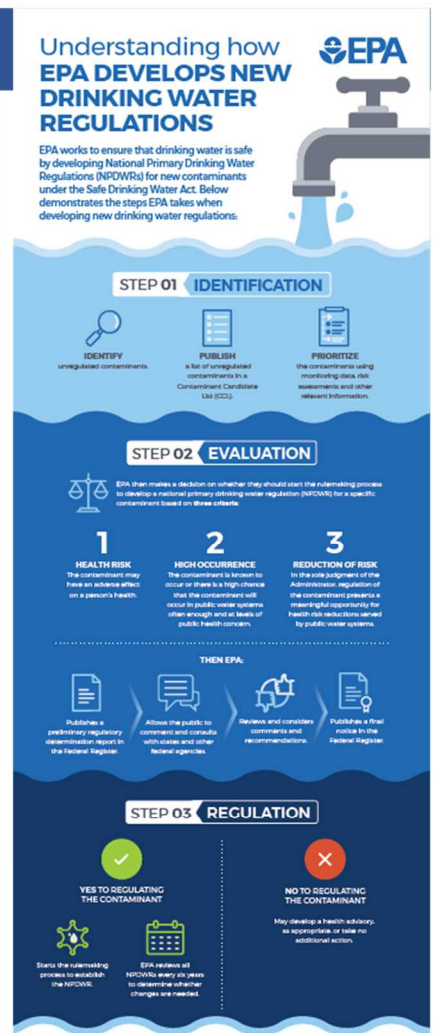 Understanding how
EPA DEVELOPS NEW
DRINKING WATER
REGULATIONS
EPA
EPA works to ensure that drinking water is safe
by developing National Primary Drinking Water
Regulations (NPDWRs) for new contaminants
under the Safe Drinking Water Act. Below
demonstrates the steps EPA takes when
developing new drinking water regulations:
STEP 01 IDENTIFICATION
IDENTIFY
unregulated contaminants.
PUBLISH
a list of unregulated
contaminants in a
Contaminant Candidate
List (CCL).
PRIORITIZE
the contaminants using
monitoring data, risk
assessments and other
relevant information.
STEP 02 EVALUATION
EPA then makes a decision on whether they should start the rulemaking process
to develop a national primary drinking water regulation (NPDWR) for a specific
contaminant based on three criteria:
1
HEALTH RISK
The contaminant may
have an adverse effect
on a person's health.
2
HIGH OCCURRENCE
The contaminant is known to
occur or there is a high chance
that the contaminant will
occur in public water systems
often enough and at levels of
public health concern.
3
REDUCTION OF RISK
In the sole judgment of the
Administrator, regulation of
the contaminant presents a
meaningful opportunity for
health risk reductions served
by public water systems.
THEN EPA:
Publishes a
preliminary regulatory
determination report in
the Federal Register.
Allows the public to
comment and consults
with states and other
federal agencies.
Reviews and considers
comments and
recommendations.
Publishes a final
notice in the
Federal Register.
STEP 03 REGULATION
YES TO REGULATING
THE CONTAMINANT
Starts the rulemaking
process to establish
the NPDWR.
EPA reviews all
NPDWRs every six years
to determine whether
changes are needed.
NO TO REGULATING
THE CONTAMINANT
May develop a health advisory,
as appropriate, or take no
additional action.